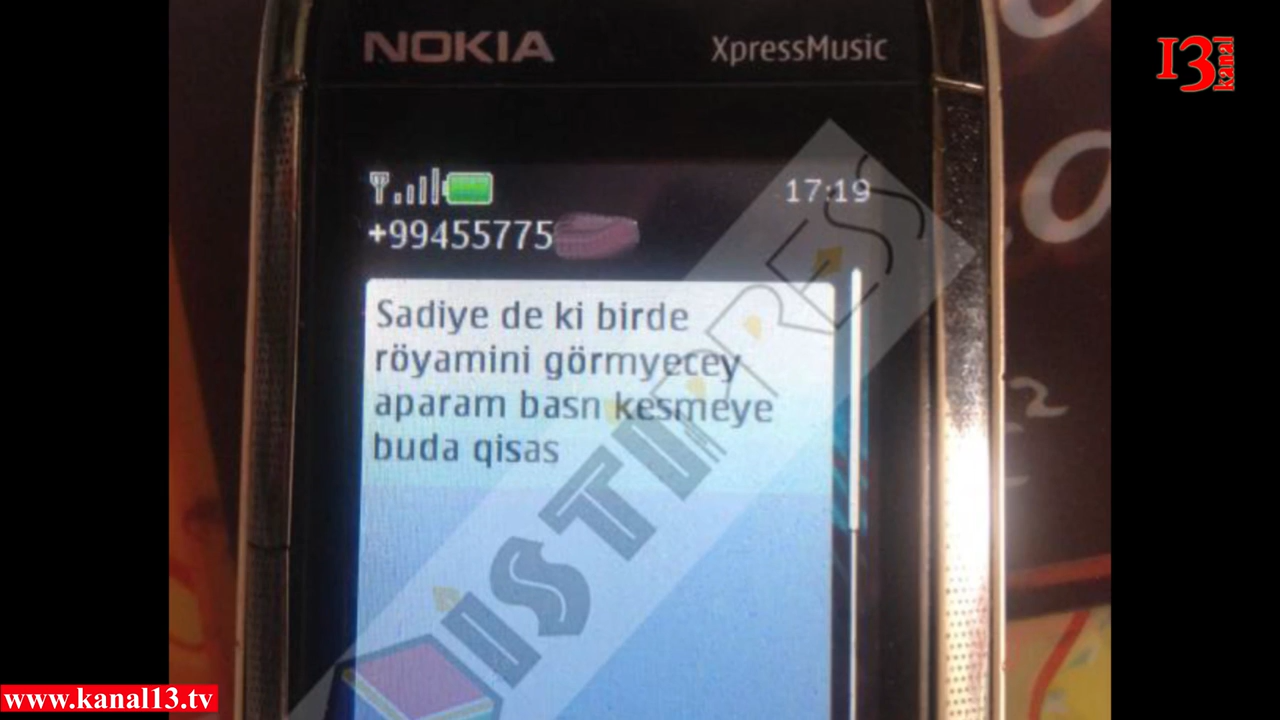 NOKIA
XpressMusic
13 kanal
17:19
+99455775
Sadiye de ki birde
röyamini görmyecey
aparam basn kesmeye
buda qisas
www.kanal13.tv